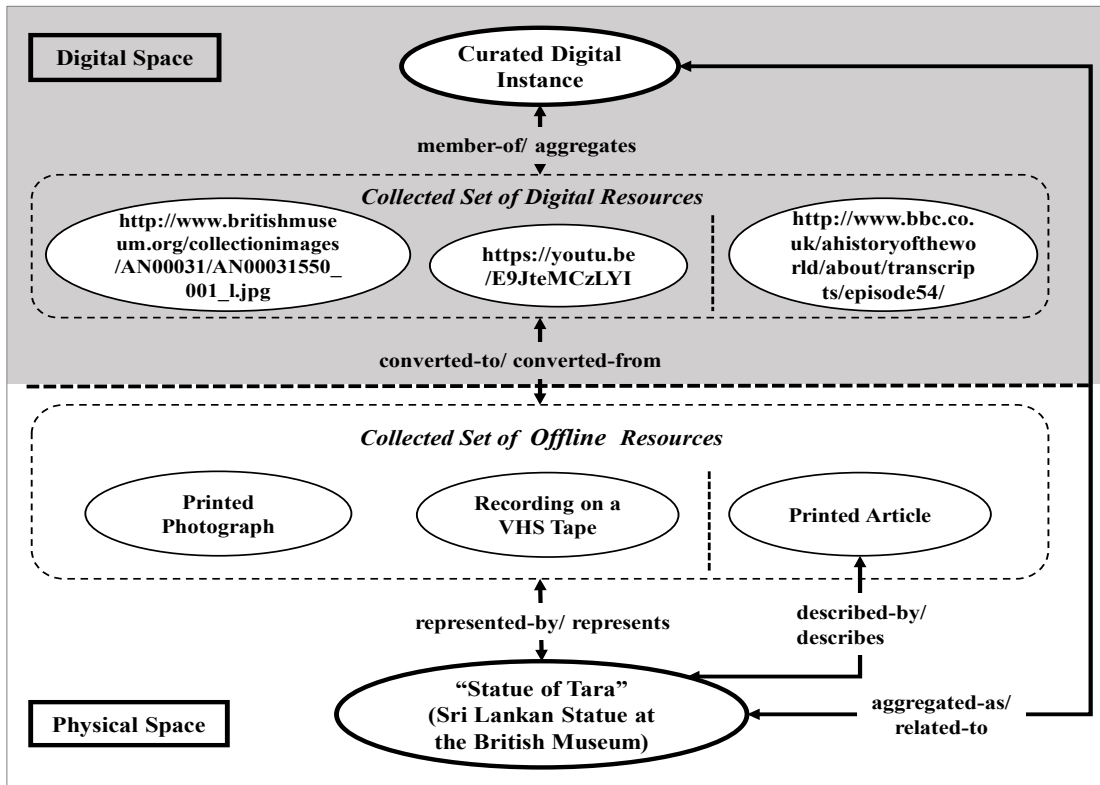 Digital Space
Curated Digital
Instance
member-of/ aggregates
Collected Set of Digital Resources
http://www.britishmuse
um.org/collectionimages
/AN00031/AN00031550_
001_l.jpg
https://youtu.be
/E9JteMCzLYI
http://www.bbc.co.
uk/ahistoryofthewo
rld/about/transcrip
ts/episode54/
converted-to/ converted-from
Collected Set of Offline Resources
Printed
Photograph
Recording on a
VHS Tape
Printed Article
represented-by/ represents
described-by/
describes
“Statue of Tara”
(Sri Lankan Statue at
the British Museum)
aggregated-as/
related-to
Physical Space